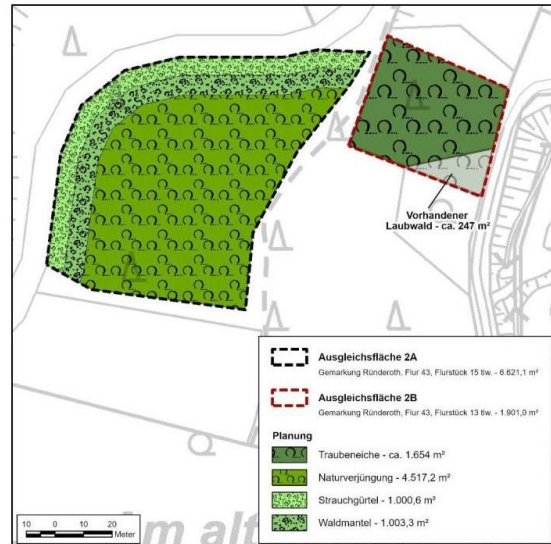 Vorhandener
Laubwald - ca. 247 m²
Ausgleichsfläche 2A
Gemarkung Ründeroth, Flur 43, Flurstück 15 tlw. - 6.621,1 m²
Ausgleichsfläche 2B
Gemarkung Ründeroth, Flur 43, Flurstück 13 tlw. - 1.901,0 m²
Planung
Traubeneiche - ca. 1.654 m²
Naturverjüngung - 4.517,2 m²
Strauchgürtel - 1.000,6 m²
Waldmantel - 1.003,3 m²
10 0 10 20
Meter
Am alt